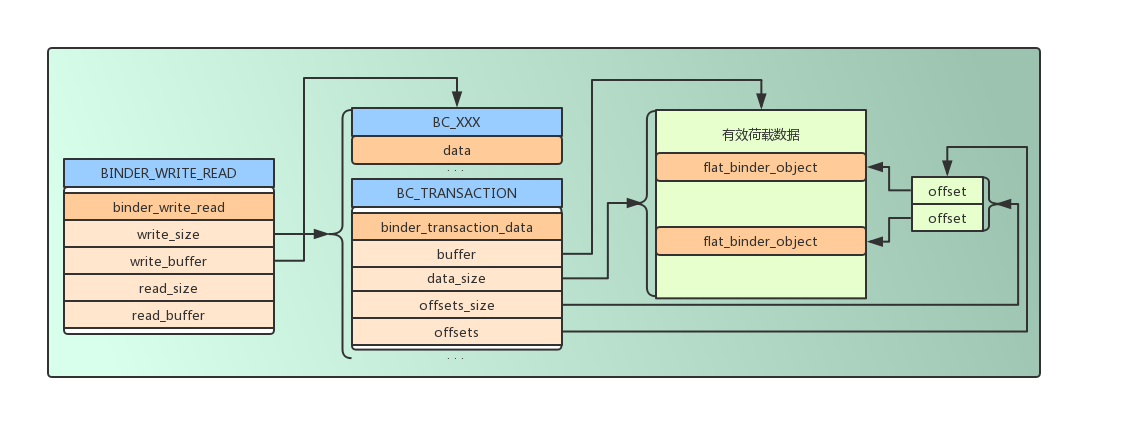 BINDER_WRITE_READ
binder_write_read
write_size
write_buffer
read_size
read_buffer
BC_XXX
data
...
BC_TRANSACTION
binder_transaction_data
buffer
data_size
offsets_size
offsets
...
有效荷载数据
flat_binder_object
flat_binder_object
offset
offset